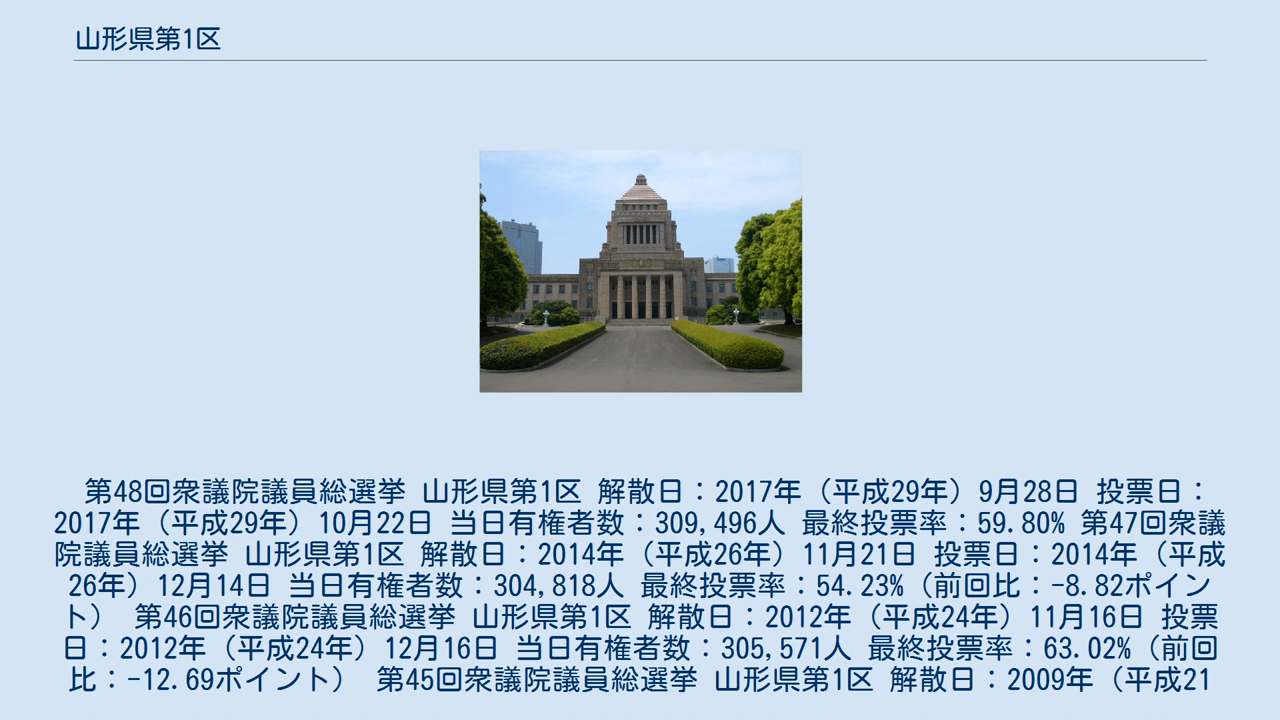 山形県第1区
第48回衆議院議員総選挙 山形県第1区 解散日：2017年（平成29年）9月28日 投票日：
2017年（平成29年）10月22日 当日有権者数：309,496人 最終投票率：59.80% 第47回衆議
院議員総選挙 山形県第1区 解散日：2014年（平成26年）11月21日 投票日：2014年（平成
26年）12月14日 当日有権者数：304,818人 最終投票率：54.23%（前回比：-8.82ポイン
ト） 第46回衆議院議員総選挙 山形県第1区 解散日：2012年（平成24年）11月16日 投票
日：2012年（平成24年）12月16日 当日有権者数：305,571人 最終投票率：63.02%（前回
比：-12.69ポイント） 第45回衆議院議員総選挙 山形県第1区 解散日：2009年（平成21